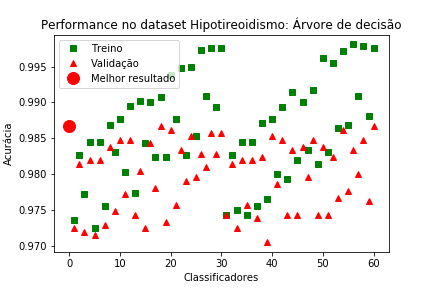 Performance no dataset Hipotireoidismo: Árvore de decisão
Treino
Validação
Melhor resultado
0.995
0.990
0.985
0.980
0.975
0.970
Acurácia
0 10 20 30 40 50 60
Classificadores